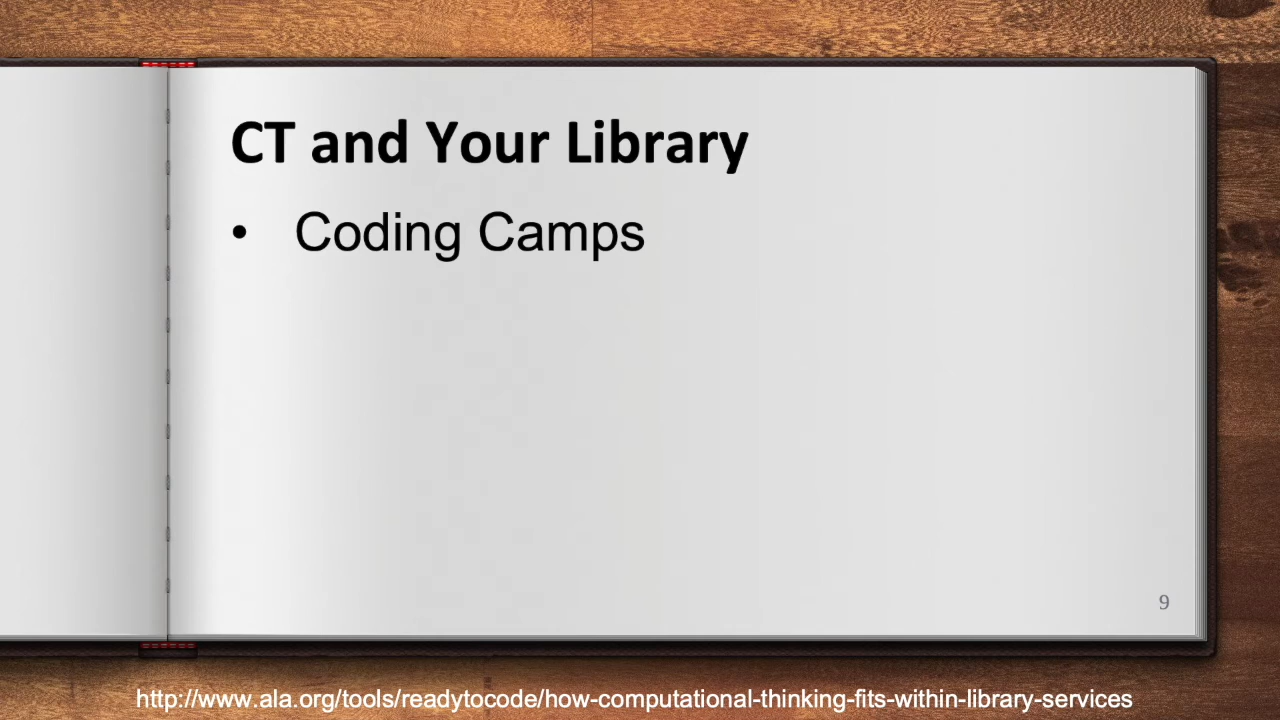 CT and Your Library
• Coding Camps
9
http://www.ala.org/tools/readytocode/how-computational-thinking-fits-within-library-services